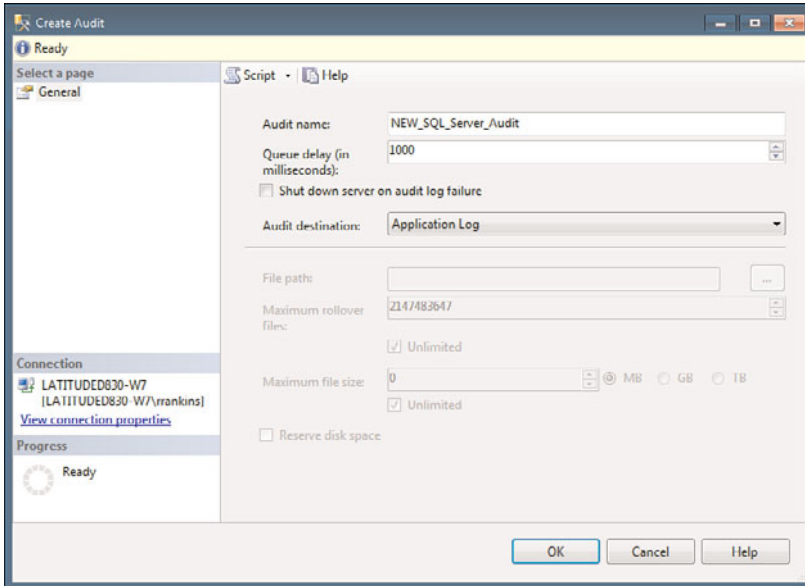 Create Audit
Ready
Select a page
General
Script
Help
Audit name:
NEW_SQL_Server_Audit
Queue delay (in
milliseconds):
1000
Shut down server on audit log failure
Audit destination:
Application Log
File path:
...
Maximum rollover
files:
2147483647
Unlimited
Maximum file size:
0
MB
GB
TB
Unlimited
Reserve disk space
Connection
LATITUDED830-W7
[LATITUDED830-W7\rrankins]
View connection properties
Progress
Ready
OK
Cancel
Help